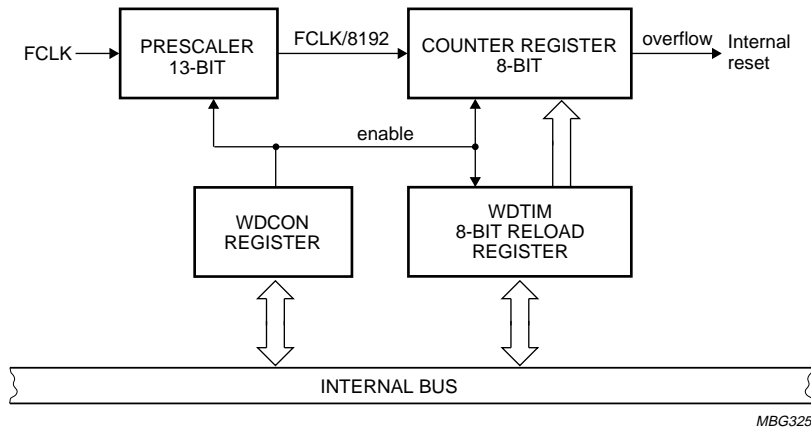 FCLK
PRESCALER
13-BIT
FCLK/8192
COUNTER REGISTER
8-BIT
overflow
Internal
reset
enable
WDCON
REGISTER
WDTIM
8-BIT RELOAD
REGISTER
INTERNAL BUS
MBG325